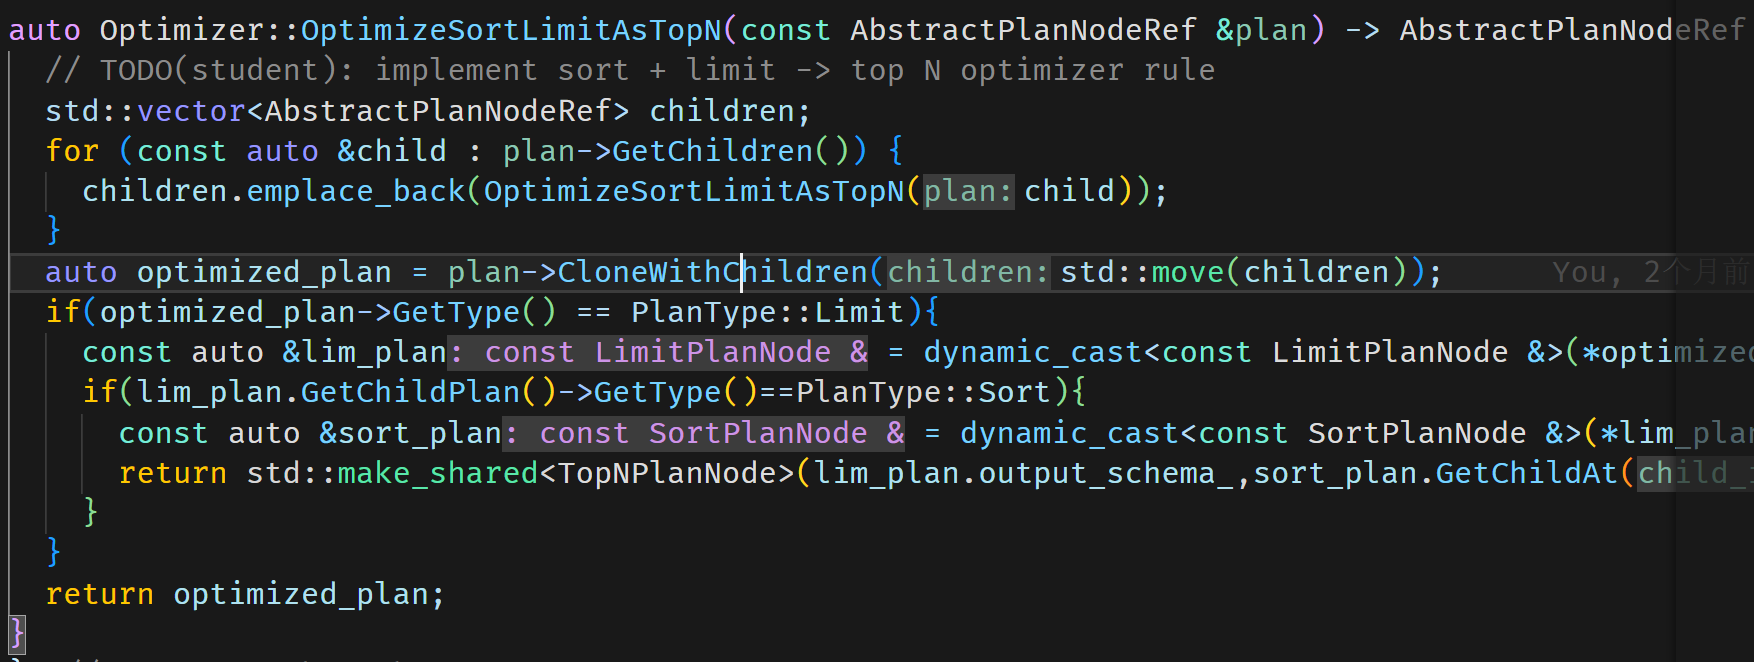 auto Optimizer::OptimizeSortLimitAsTopN(const AbstractPlanNodeRef &plan) -> AbstractPlanNodeRef
// TODO(student): implement sort + limit -> top N optimizer rule
std::vector<AbstractPlanNodeRef> children;
for (const auto &child : plan->GetChildren()) {
children.emplace_back(OptimizeSortLimitAsTopN(plan: child));
}
auto optimized_plan = plan->CloneWithChildren(children: std::move(children)); You, 2个月前
if(optimized_plan->GetType() == PlanType::Limit){
const auto &lim_plan: const LimitPlanNode & = dynamic_cast<const LimitPlanNode &>(*optimized
if(lim_plan.GetChildPlan()->GetType()==PlanType::Sort){
const auto &sort_plan: const SortPlanNode & = dynamic_cast<const SortPlanNode &>(*lim_plan
return std::make_shared<TopNPlanNode>(lim_plan.output_schema_,sort_plan.GetChildAt(child_
}
}
return optimized_plan;
}